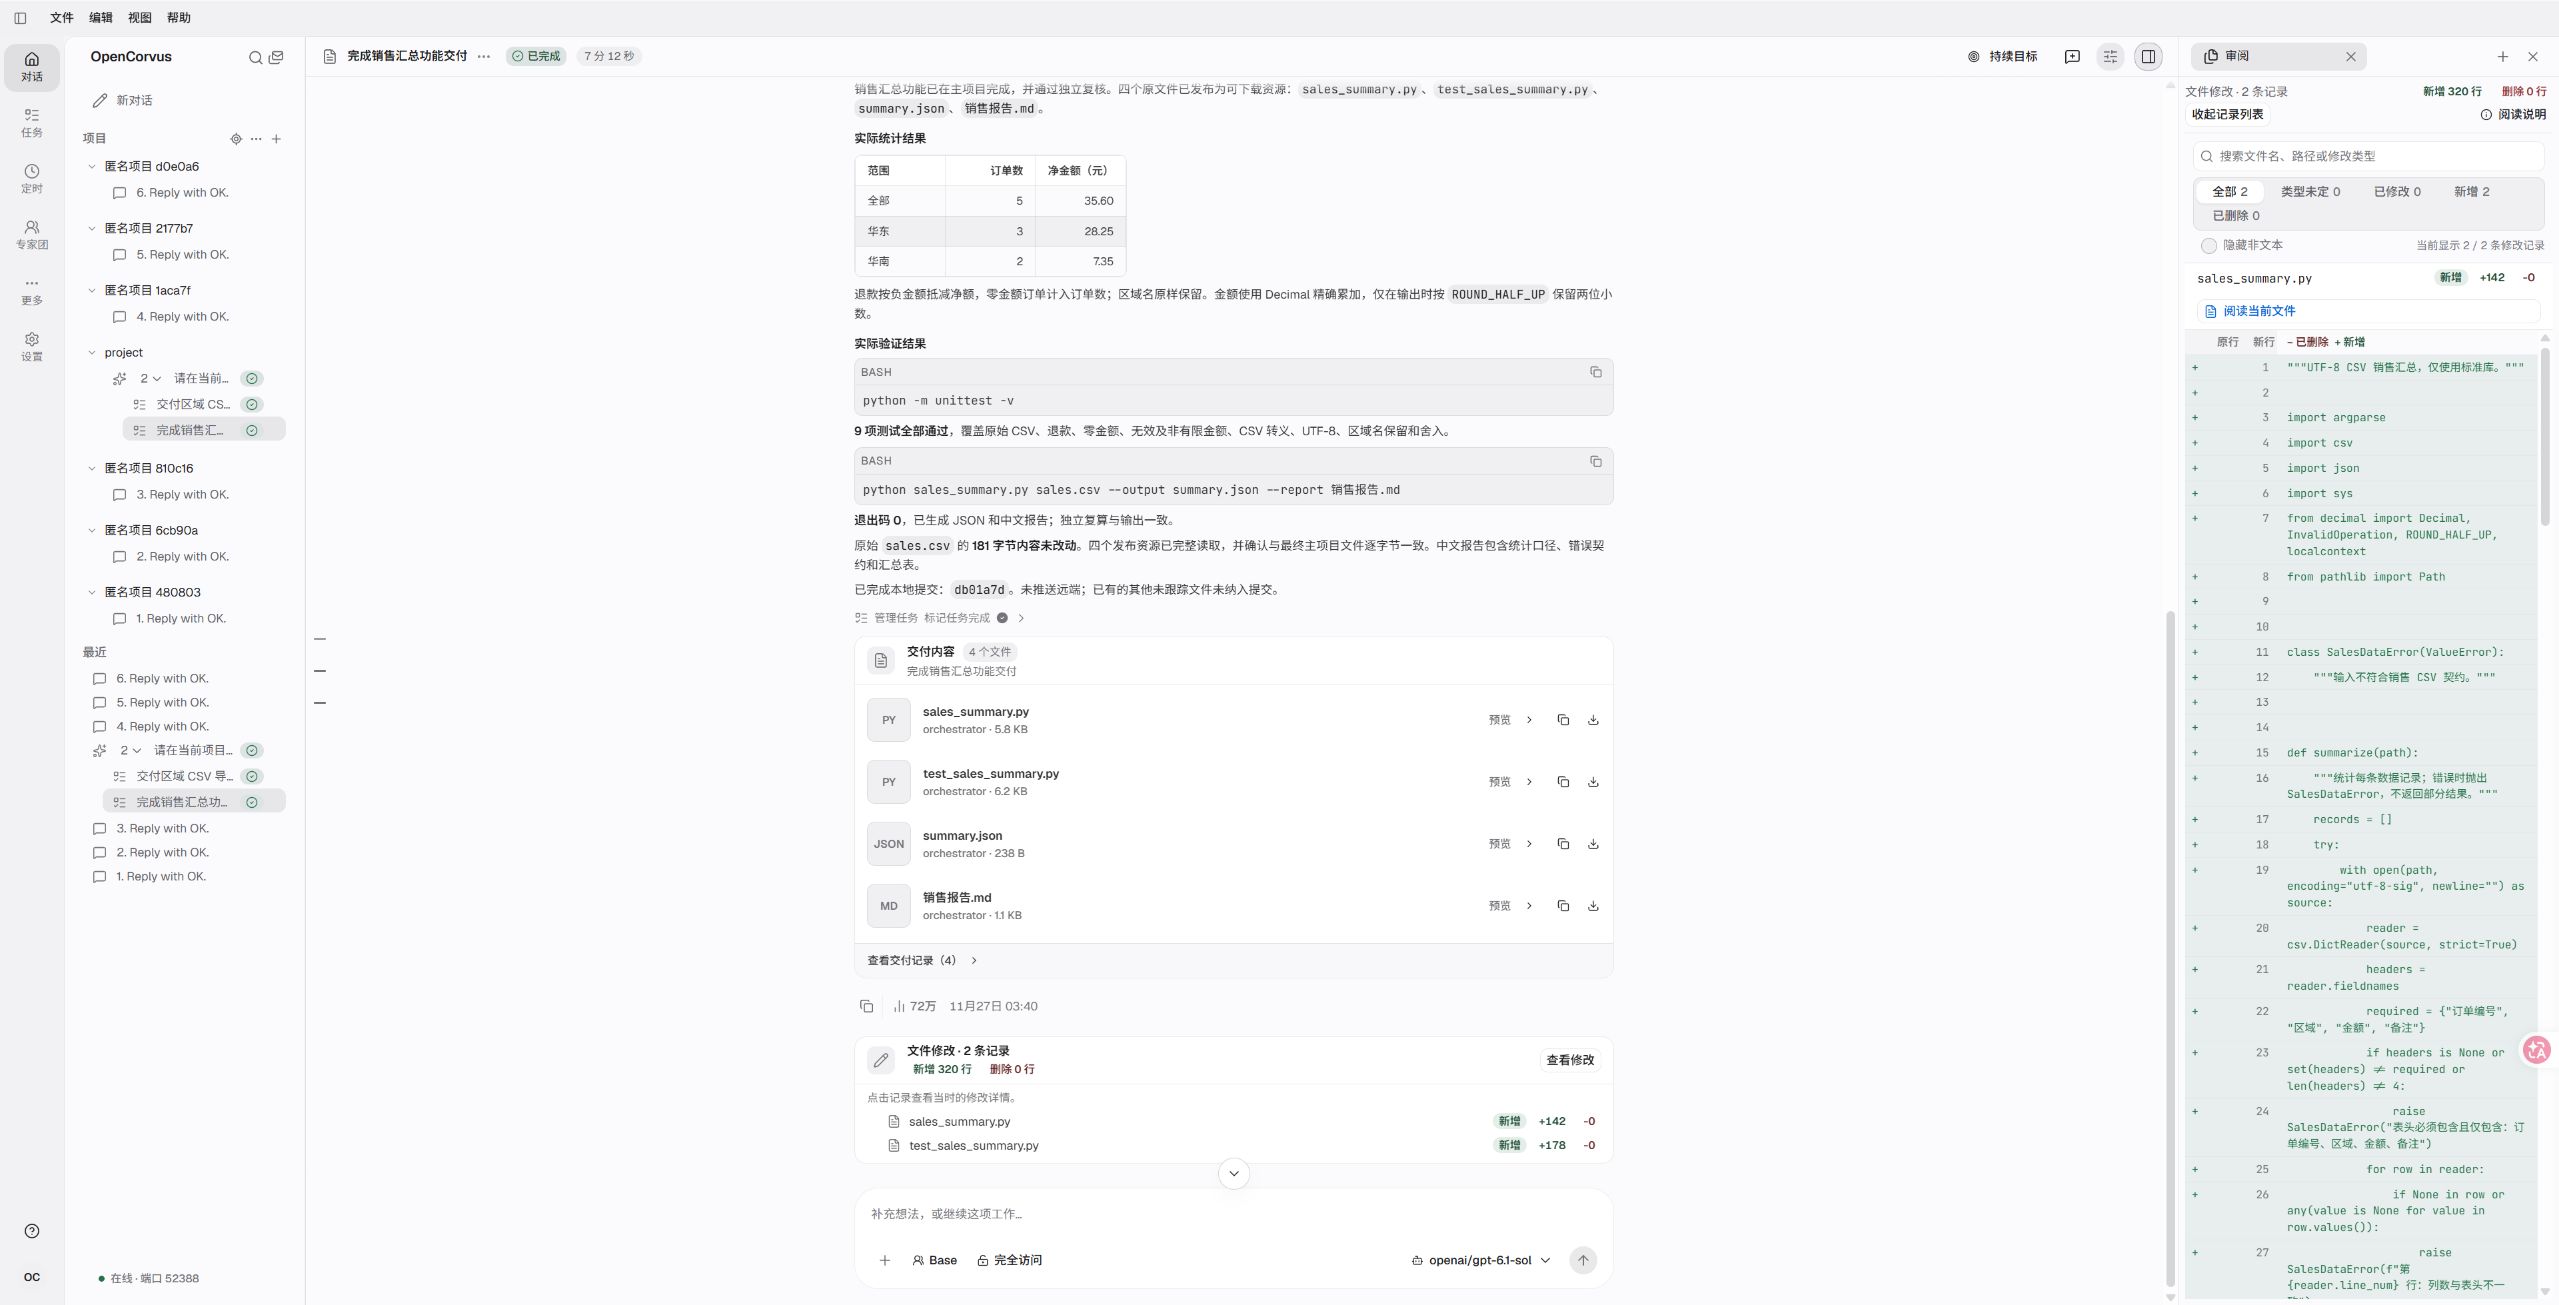 文件 编辑 视图 帮助
对话
任务
定时
专家团
更多
设置
OC
OpenCorvus
新对话
项目
匿名项目 d0e0a6
6. Reply with OK.
匿名项目 2177b7
5. Reply with OK.
匿名项目 1aca7f
4. Reply with OK.
project
2 请在当前...
交付区域 CS...
完成销售汇...
匿名项目 810c16
3. Reply with OK.
匿名项目 6cb90a
2. Reply with OK.
匿名项目 480803
1. Reply with OK.
最近
6. Reply with OK.
5. Reply with OK.
4. Reply with OK.
2 请在当前项目...
交付区域 CSV 导...
完成销售汇总功...
3. Reply with OK.
2. Reply with OK.
1. Reply with OK.
在线 · 端口 52388
完成销售汇总功能交付 ··· 已完成 7 分 12 秒
持续目标
销售汇总功能已在主项目完成，并通过独立复核。四个原文件已发布为可下载资源： sales_summary.py 、 test_sales_summary.py 、
summary.json 、 销售报告.md 。
实际统计结果
范围 订单数 净金额（元）
全部 5 35.60
华东 3 28.25
华南 2 7.35
退款按负金额抵减净额，零金额订单计入订单数；区域名原样保留。金额使用 Decimal 精确累加，仅在输出时按 ROUND_HALF_UP 保留两位小
数。
实际验证结果
BASH
python -m unittest -v
9 项测试全部通过，覆盖原始 CSV、退款、零金额、无效及非有限金额、CSV 转义、UTF-8、区域名保留和舍入。
BASH
python sales_summary.py sales.csv --output summary.json --report 销售报告.md
退出码 0，已生成 JSON 和中文报告；独立复算与输出一致。
原始 sales.csv 的 181 字节内容未改动。四个发布资源已完整读取，并确认与最终主项目文件逐字节一致。中文报告包含统计口径、错误契
约和汇总表。
已完成本地提交： db01a7d 。未推送远端；已有的其他未跟踪文件未纳入提交。
管理任务 标记任务完成
交付内容 4 个文件
完成销售汇总功能交付
PY sales_summary.py 预览
orchestrator · 5.8 KB
PY test_sales_summary.py 预览
orchestrator · 6.2 KB
JSON summary.json 预览
orchestrator · 238 B
MD 销售报告.md 预览
orchestrator · 1.1 KB
查看交付记录（4）
72万 11月27日 03:40
文件修改 · 2 条记录 查看修改
新增 320 行 删除 0 行
点击记录查看当时的修改详情。
sales_summary.py 新增 +142 -0
test_sales_summary.py 新增 +178 -0
补充想法，或继续这项工作...
Base 完全访问 openai/gpt-6.1-sol
审阅
文件修改 · 2 条记录 新增 320 行 删除 0 行
收起记录列表 阅读说明
搜索文件名、路径或修改类型
全部 2 类型未定 0 已修改 0 新增 2
已删除 0
隐藏非文本 当前显示 2 / 2 条修改记录
sales_summary.py 新增 +142 -0
阅读当前文件
原行 新行 − 已删除 + 新增
+ 1 """UTF-8 CSV 销售汇总，仅使用标准库。"""
+ 2
+ 3 import argparse
+ 4 import csv
+ 5 import json
+ 6 import sys
+ 7 from decimal import Decimal,
InvalidOperation, ROUND_HALF_UP,
localcontext
+ 8 from pathlib import Path
+ 9
+ 10
+ 11 class SalesDataError(ValueError):
+ 12 """输入不符合销售 CSV 契约。"""
+ 13
+ 14
+ 15 def summarize(path):
+ 16 """统计每条数据记录；错误时抛出
SalesDataError，不返回部分结果。"""
+ 17 records = []
+ 18 try:
+ 19 with open(path,
encoding="utf-8-sig", newline="") as
source:
+ 20 reader =
csv.DictReader(source, strict=True)
+ 21 headers =
reader.fieldnames
+ 22 required = {"订单编号",
"区域", "金额", "备注"}
+ 23 if headers is None or
set(headers) != required or
len(headers) != 4:
+ 24 raise
SalesDataError("表头必须包含且仅包含：订
单编号、区域、金额、备注")
+ 25 for row in reader:
+ 26 if None in row or
any(value is None for value in
row.values()):
+ 27 raise
SalesDataError(f"第
{reader.line_num} 行：列数与表头不一